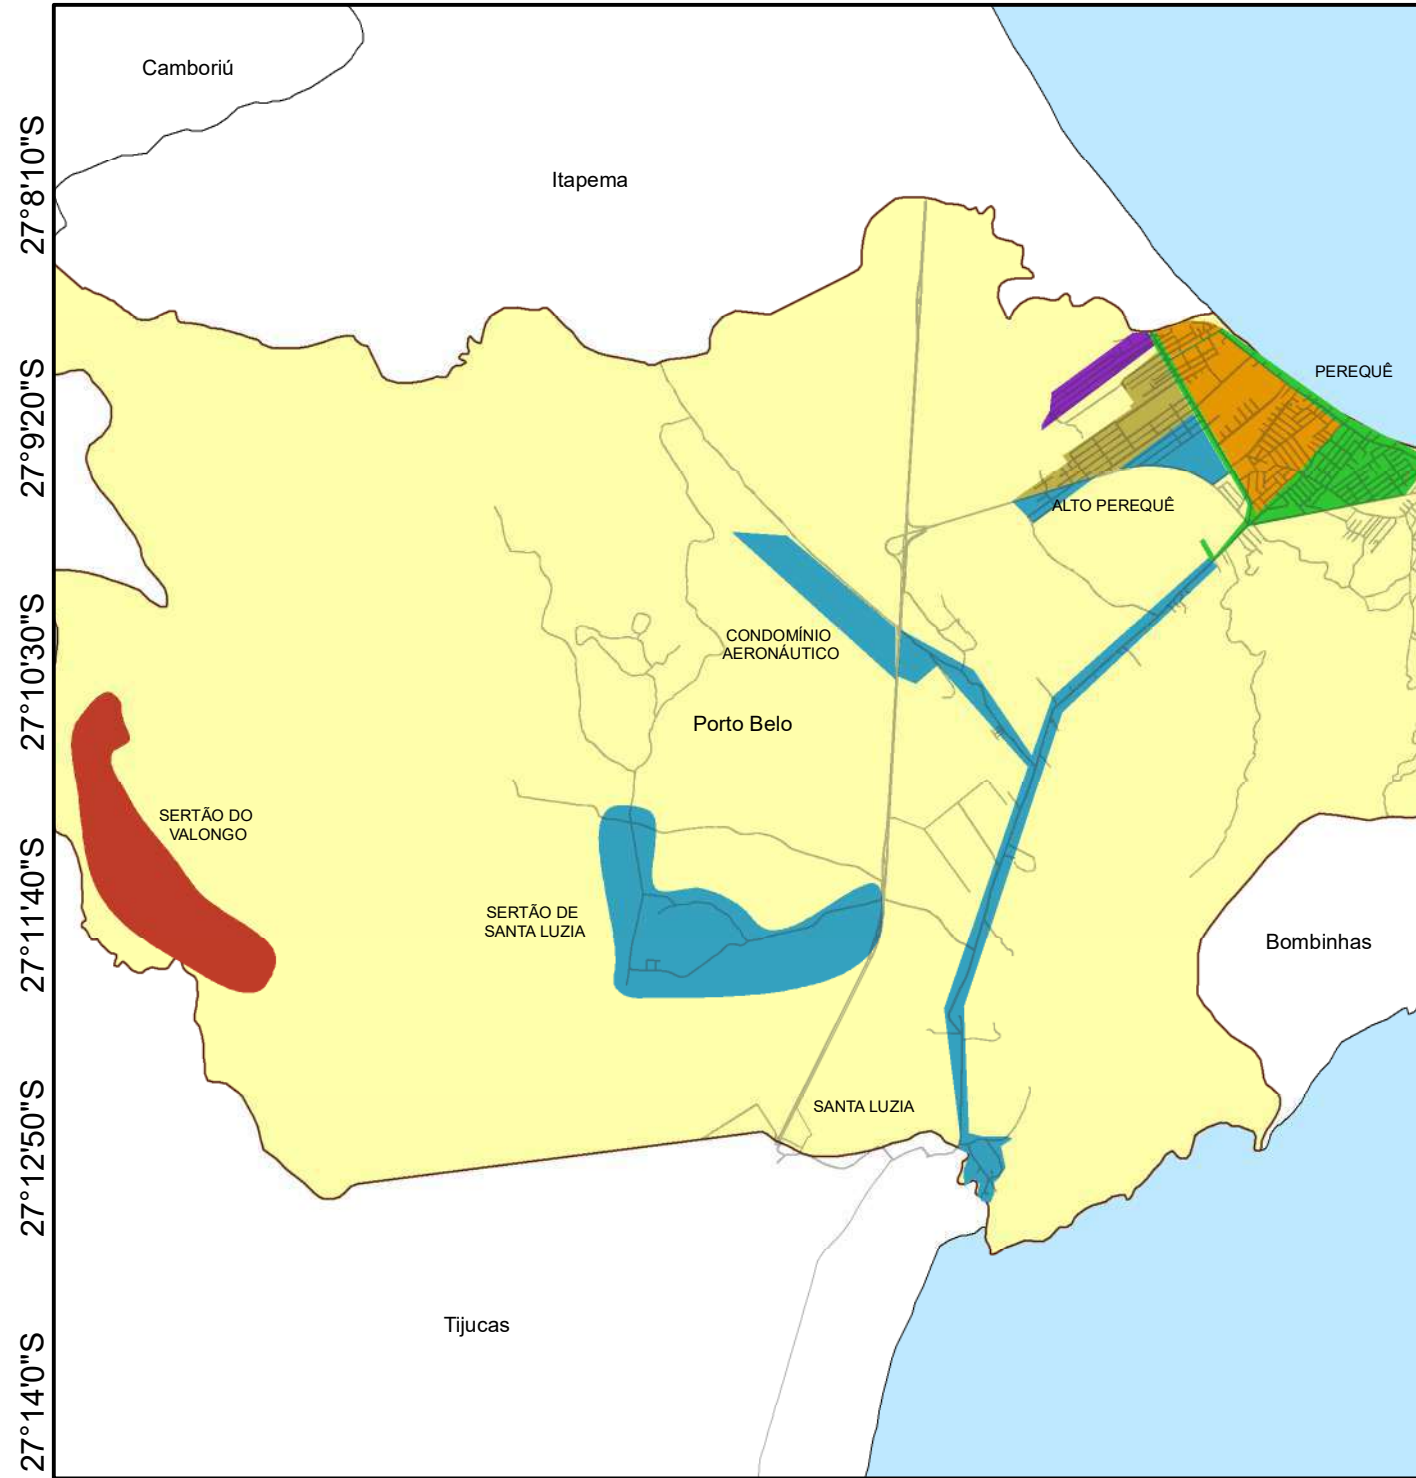 Camboriú
27°8'10"S
Itapema
27°9'20"S
PEREQUÊ
ALTO PEREQUÊ
27°10'30"S
CONDOMÍNIO
AERONÁUTICO
Porto Belo
SERTÃO DO
VALONGO
27°11'40"S
SERTÃO DE
SANTA LUZIA
Bombinhas
27°12'50"S
SANTA LUZIA
Tijucas
27°14'0"S